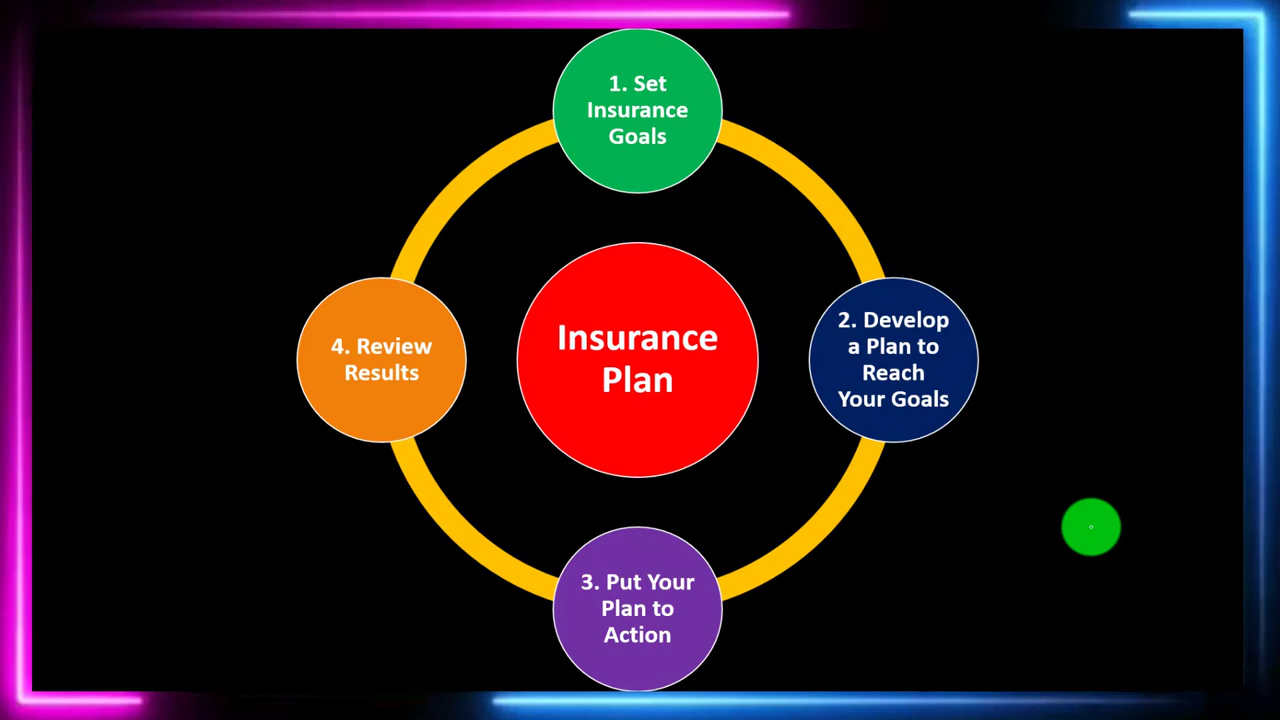 1. Set
Insurance
Goals
Insurance
Plan
2. Develop
a Plan to
Reach
Your Goals
3. Put Your
Plan to
Action
4. Review
Results